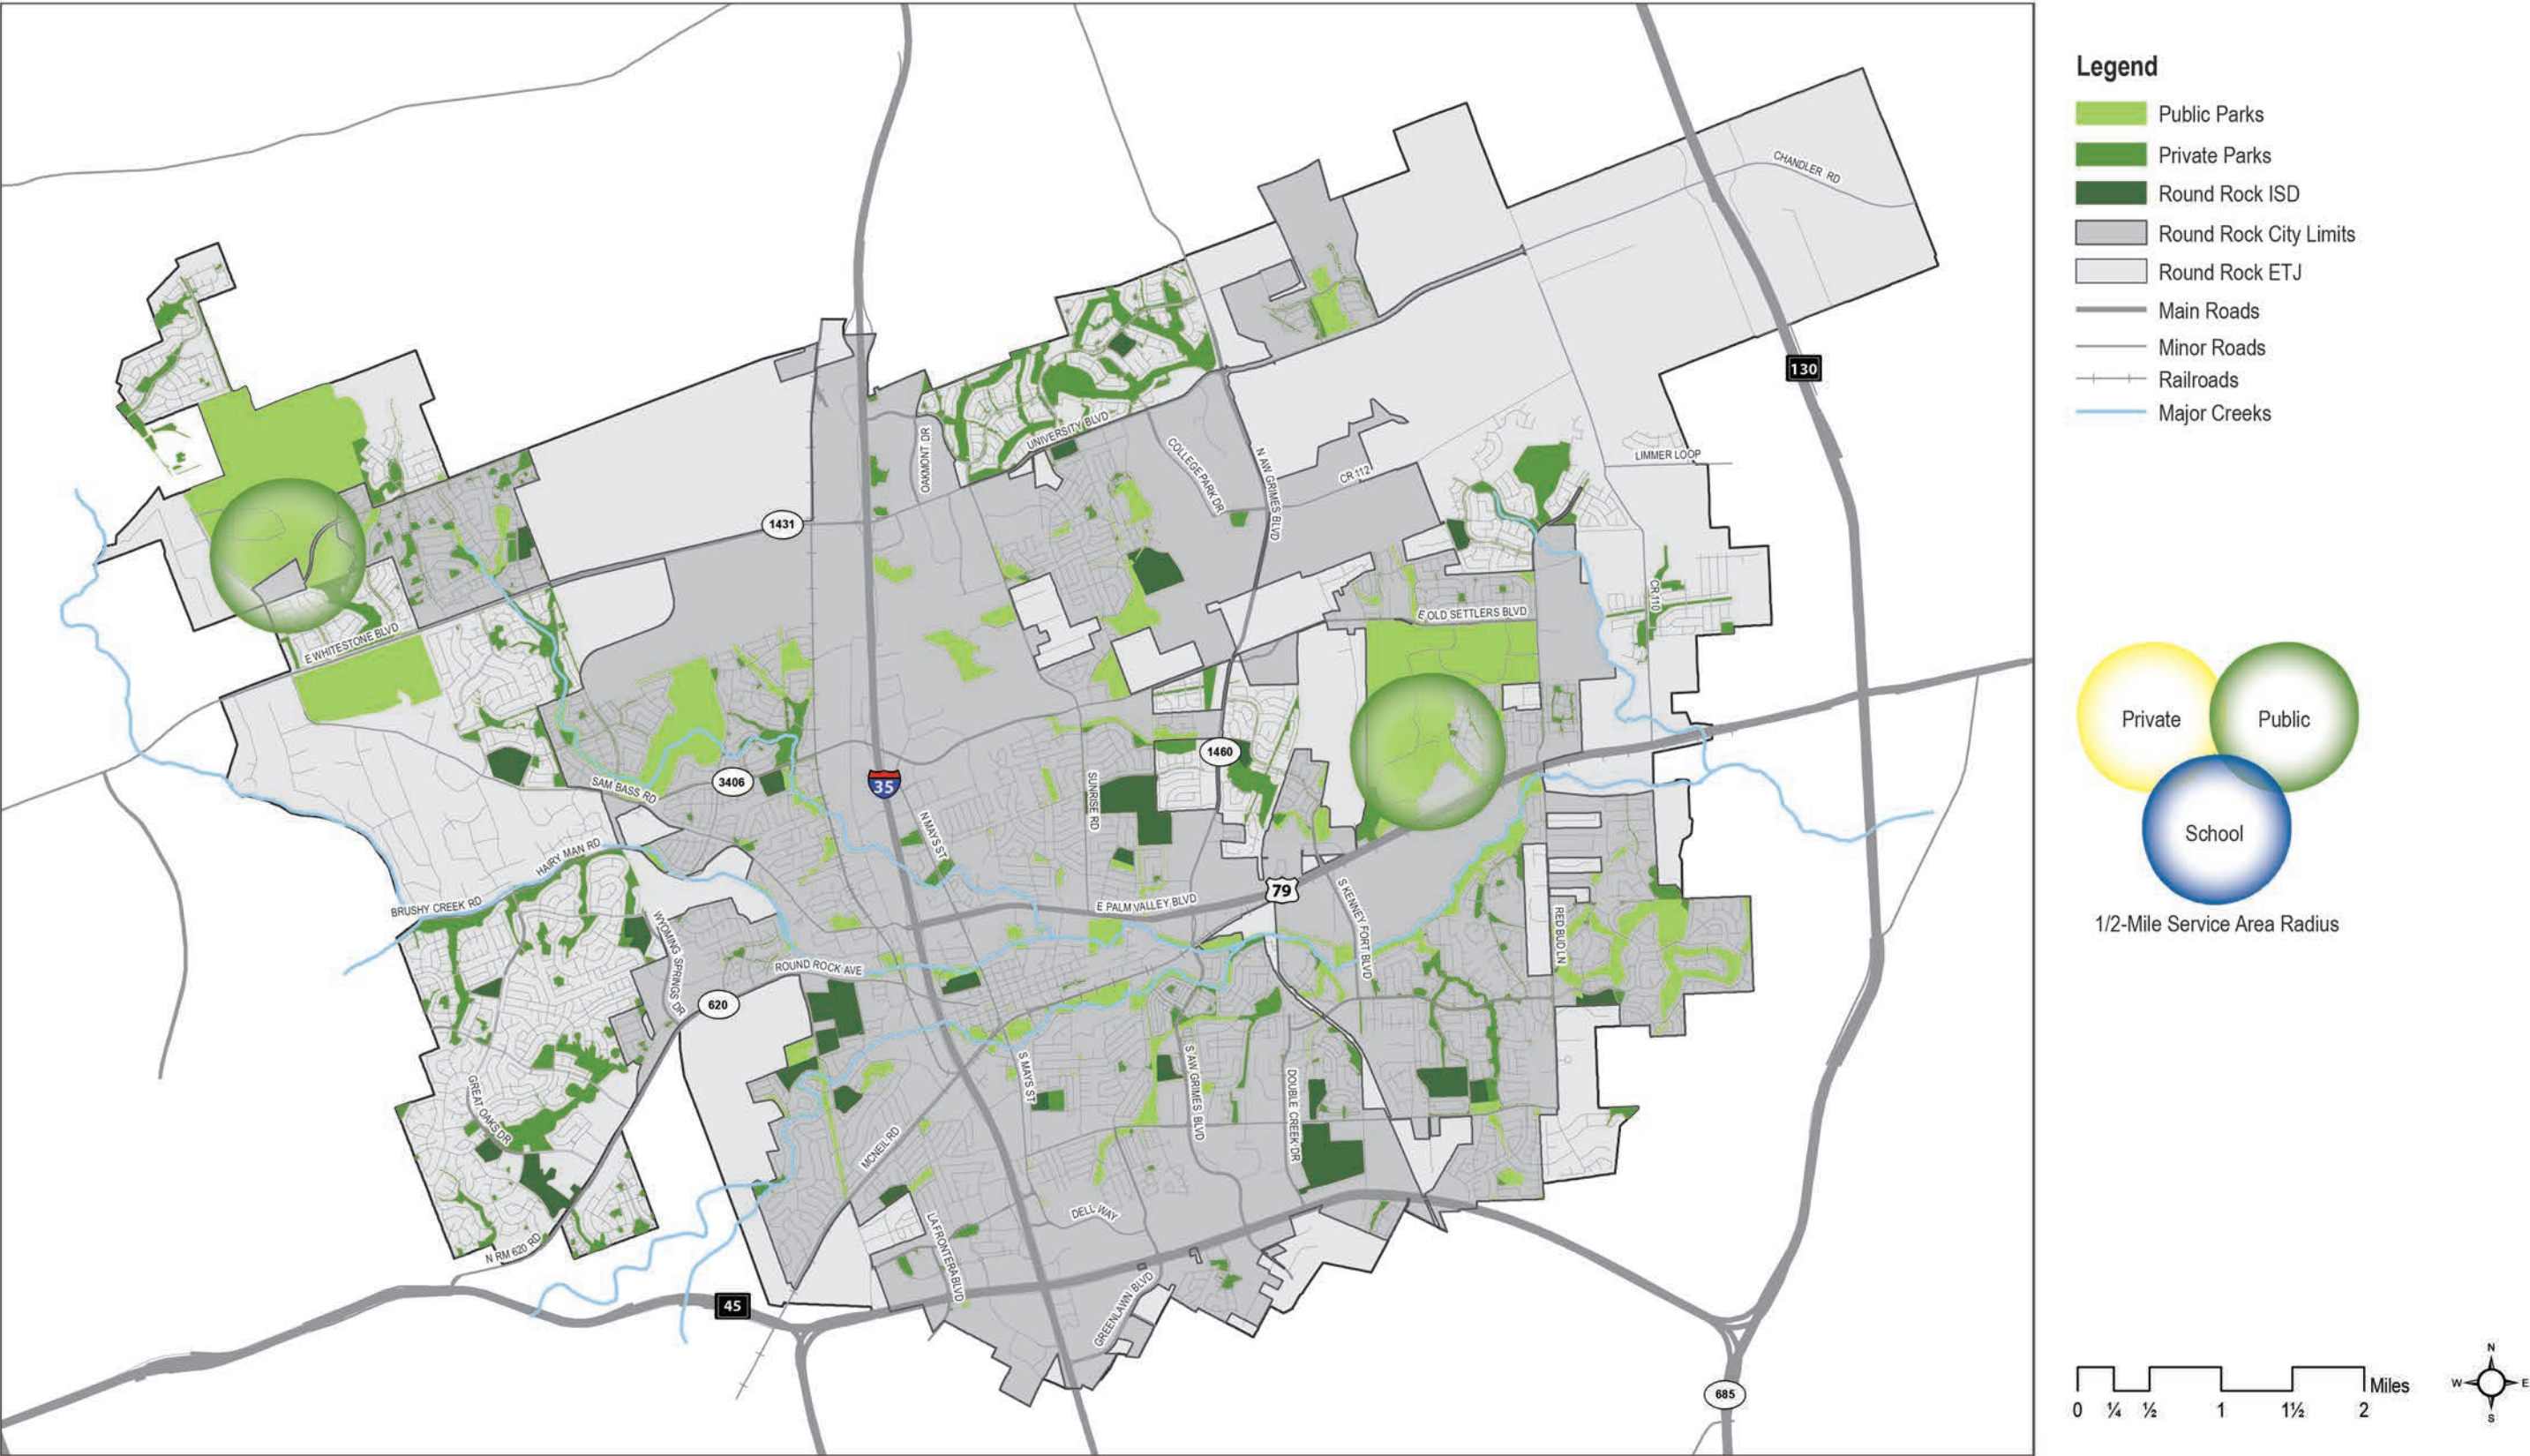 Legend
Public Parks
Private Parks
Round Rock ISD
Round Rock City Limits
Round Rock ETJ
Main Roads
Minor Roads
Railroads
Major Creeks
CHANDLER RD
130
LIMMER LOOP
OAKMONT DR
UNIVERSITY BLVD
COLLEGE PARK DR
N AW GRIMES BLVD
CR 112
1431
CR 110
E OLD SETTLERS BLVD
E WHITESTONE BLVD
SAM BASS RD
3406
35
1460
SUNRISE RD
N MAYS ST
HAIRY MAN RD
BRUSHY CREEK RD
E PALM VALLEY BLVD
79
S KENNEY FORT BLVD
RED BUD LN
WYOMING SPRINGS DR
ROUND ROCK AVE
620
S MAYS ST
S AW GRIMES BLVD
DOUBLE CREEK DR
GREAT OAKS DR
MCNEIL RD
LA FRONTERA BLVD
DELL WAY
N RM 620 RD
GREENLAWN BLVD
45
685
Private
Public
School
1/2-Mile Service Area Radius
Miles
0 ¼ ½ 1 1½ 2
N
W E
S